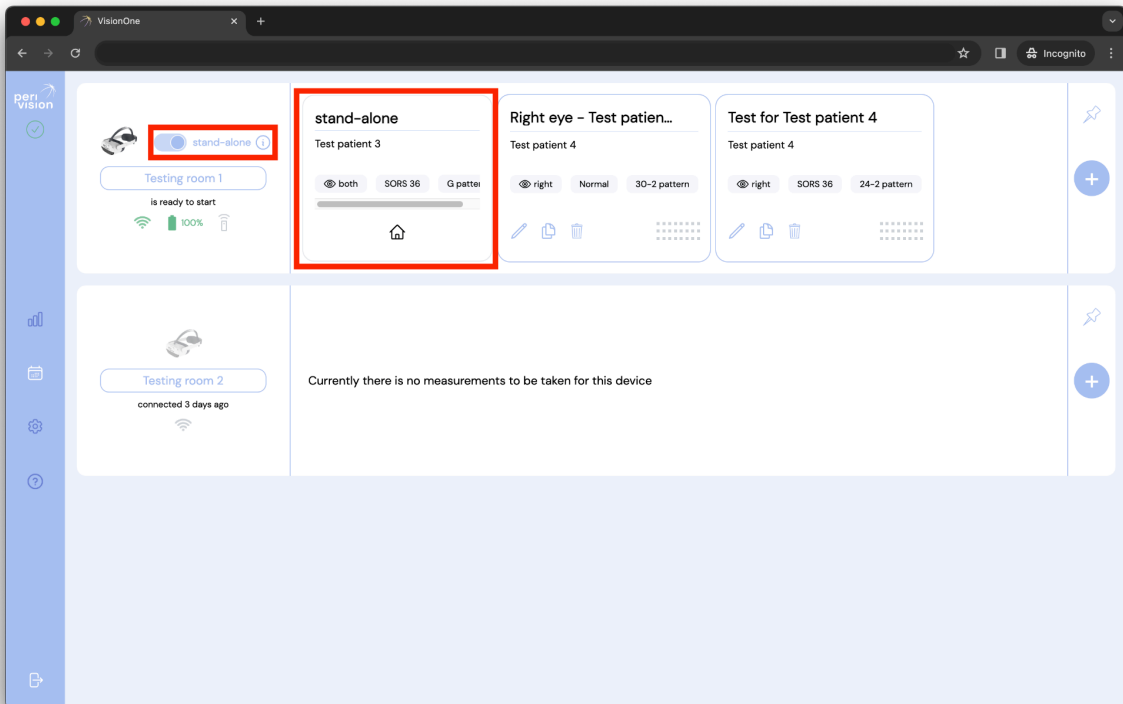 VisionOne
Incognito
peri
vision
stand-alone
Testing room 1
is ready to start
100%
stand-alone
Test patient 3
both SORS 36 G patte
Right eye - Test patien...
Test patient 4
right Normal 30-2 pattern
Test for Test patient 4
Test patient 4
right SORS 36 24-2 pattern
Testing room 2
connected 3 days ago
Currently there is no measurements to be taken for this device